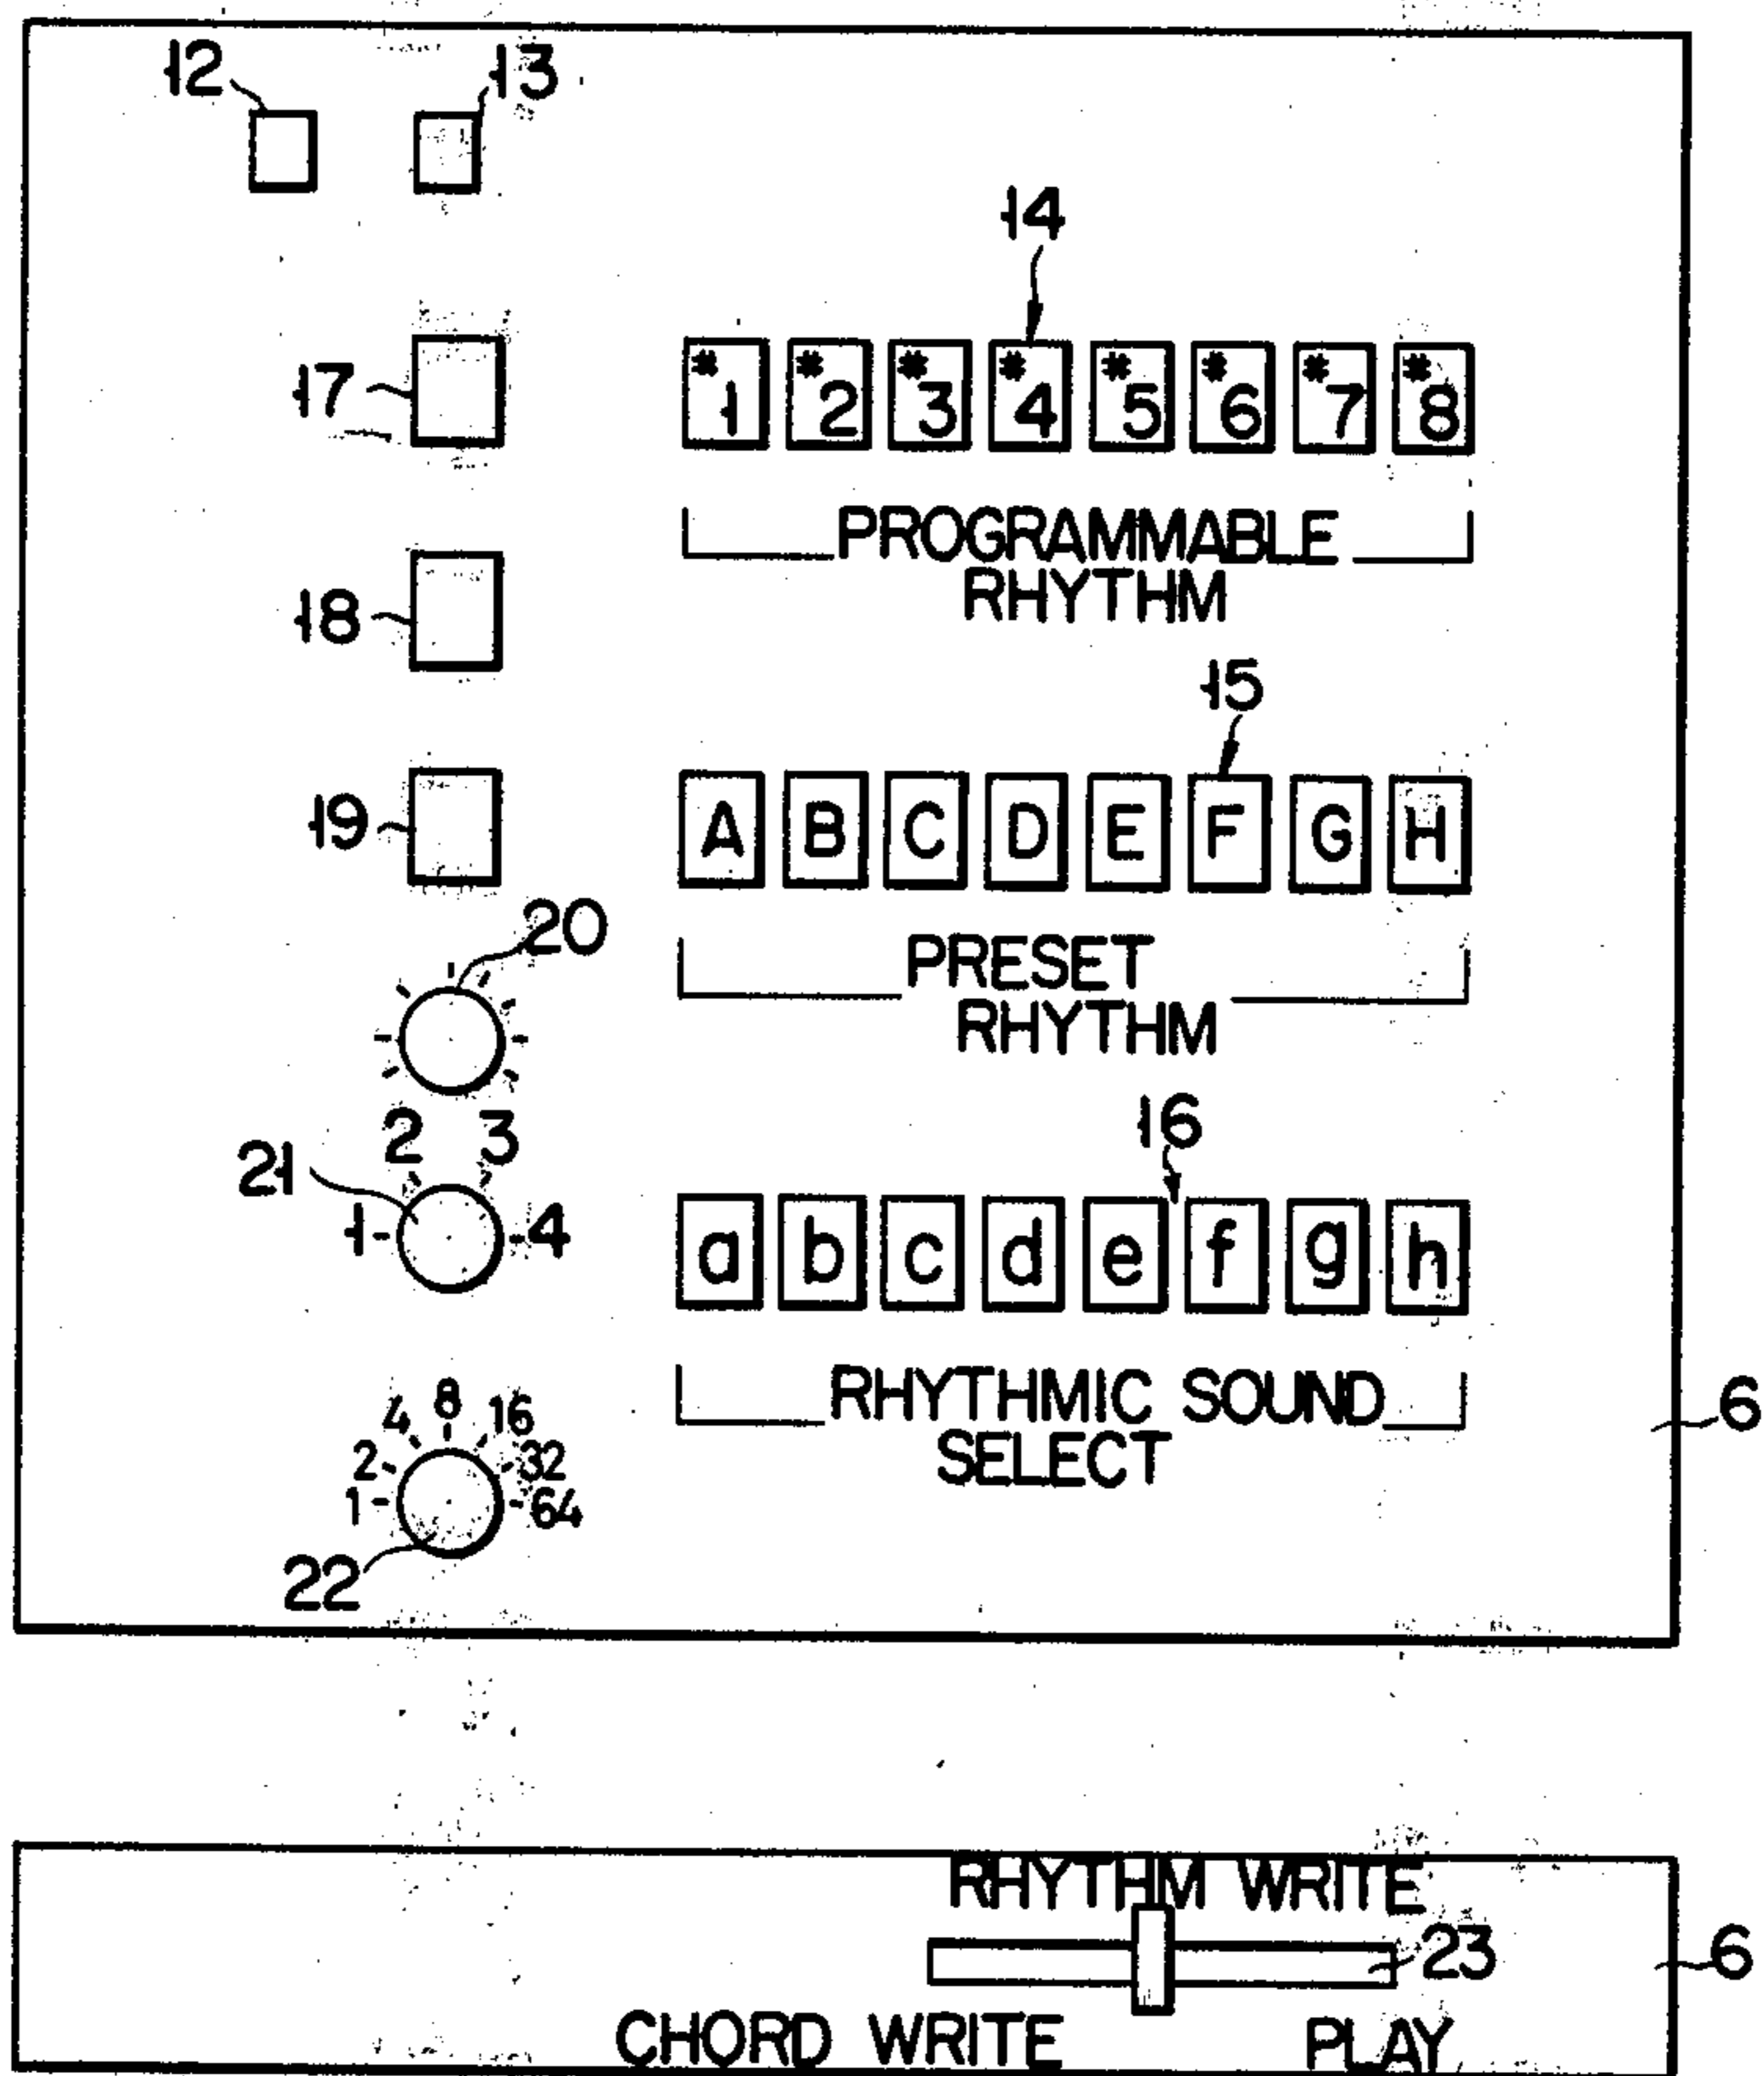 12 13
14
17 *1 *2 *3 *4 *5 *6 *7 *8
PROGRAMMABLE
RHYTHM
18
15
19 A B C D E F G H
20
PRESET
RHYTHM
2 3
16
21
1 4
a b c d e f g h
RHYTHMIC SOUND
SELECT
6
8
4 16
2 32
1 64
22
RHYTHM WRITE
23 6
CHORD WRITE PLAY